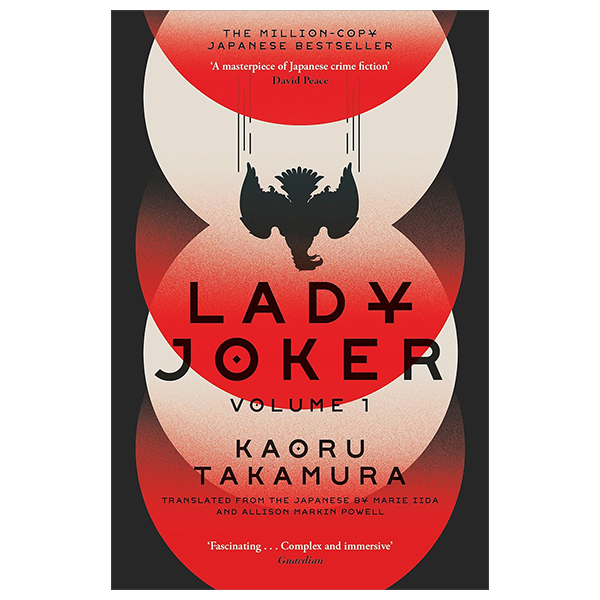 THE MILLION-COPY
JAPANESE BESTSELLER
‘A masterpiece of Japanese crime fiction’
David Peace
LADY
JOKER
VOLUME 1
KAORU
TAKAMURA
TRANSLATED FROM THE JAPANESE BY MARIE IIDA
AND ALLISON MARKIN POWELL
‘Fascinating . . . Complex and immersive’
Guardian